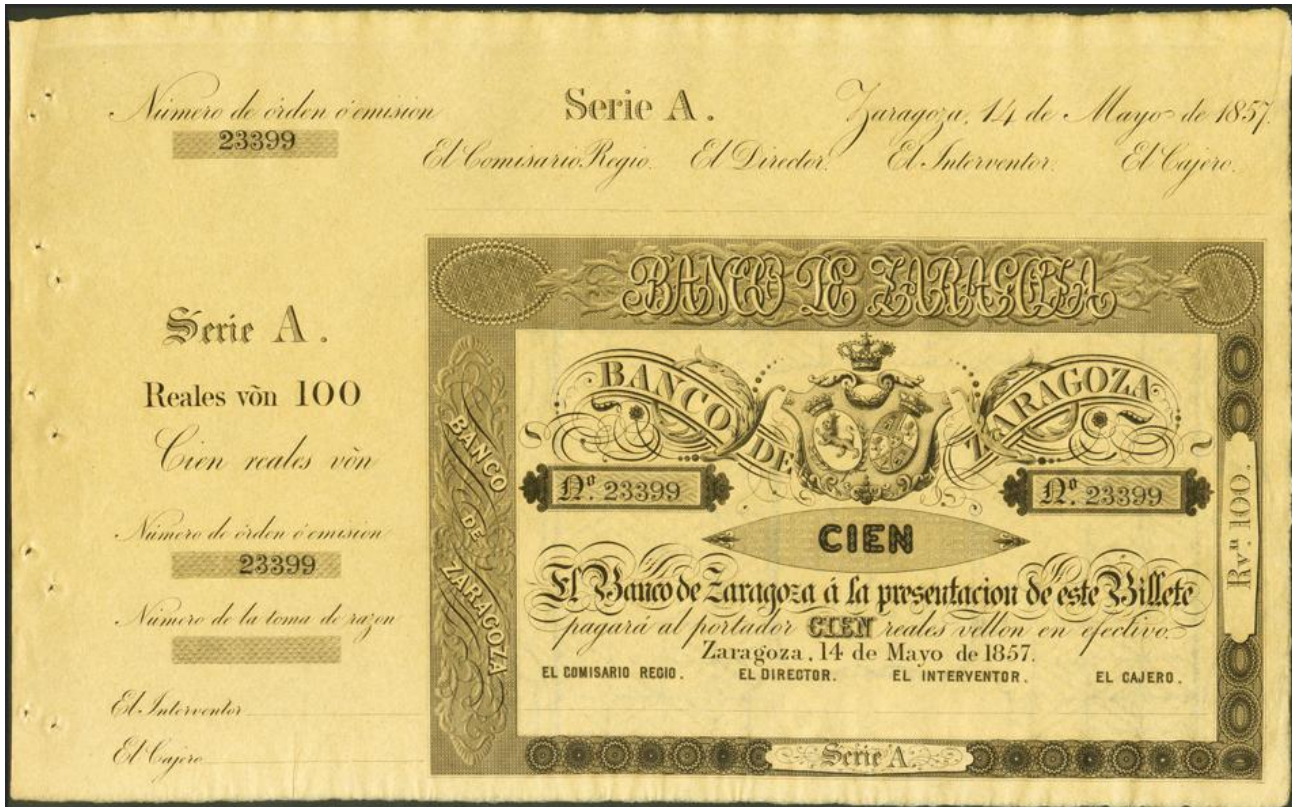 Número de órden ó emision
23399
Serie A.
Zaragoza, 14 de Mayo de 1857.
El Comisario Regio. El Director. El Interventor. El Cajero.
Serie A.
Reales võn 100
Cien reales võn
Número de órden ó emision
23399
Número de la toma de razon
El Interventor
El Cajero
BANCO DE ZARAGOZA
BANCO DE ZARAGOZA
BANCO DE ZARAGOZA
Nº. 23399
Nº. 23399
CIEN
El Banco de Zaragoza á la presentacion de este Billete
pagará al portador CIEN reales vellon en efectivo.
Zaragoza, 14 de Mayo de 1857.
EL COMISARIO REGIO. EL DIRECTOR. EL INTERVENTOR. EL CAJERO.
Serie A.
Rvⁿ 100.